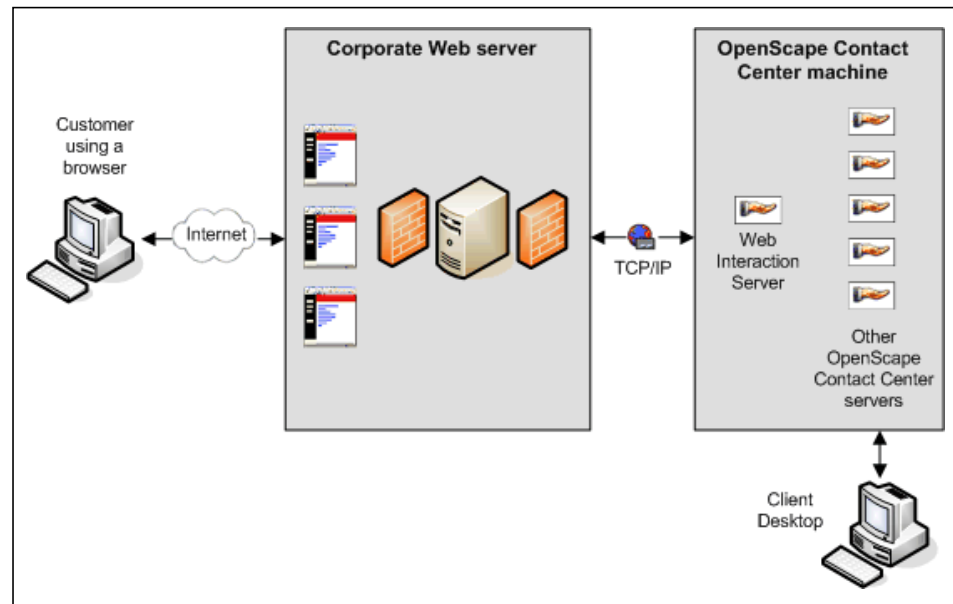 Corporate Web server
OpenScape Contact
Center machine
Customer
using a
browser
Internet
TCP/IP
Web
Interaction
Server
Other
OpenScape
Contact Center
servers
Client
Desktop